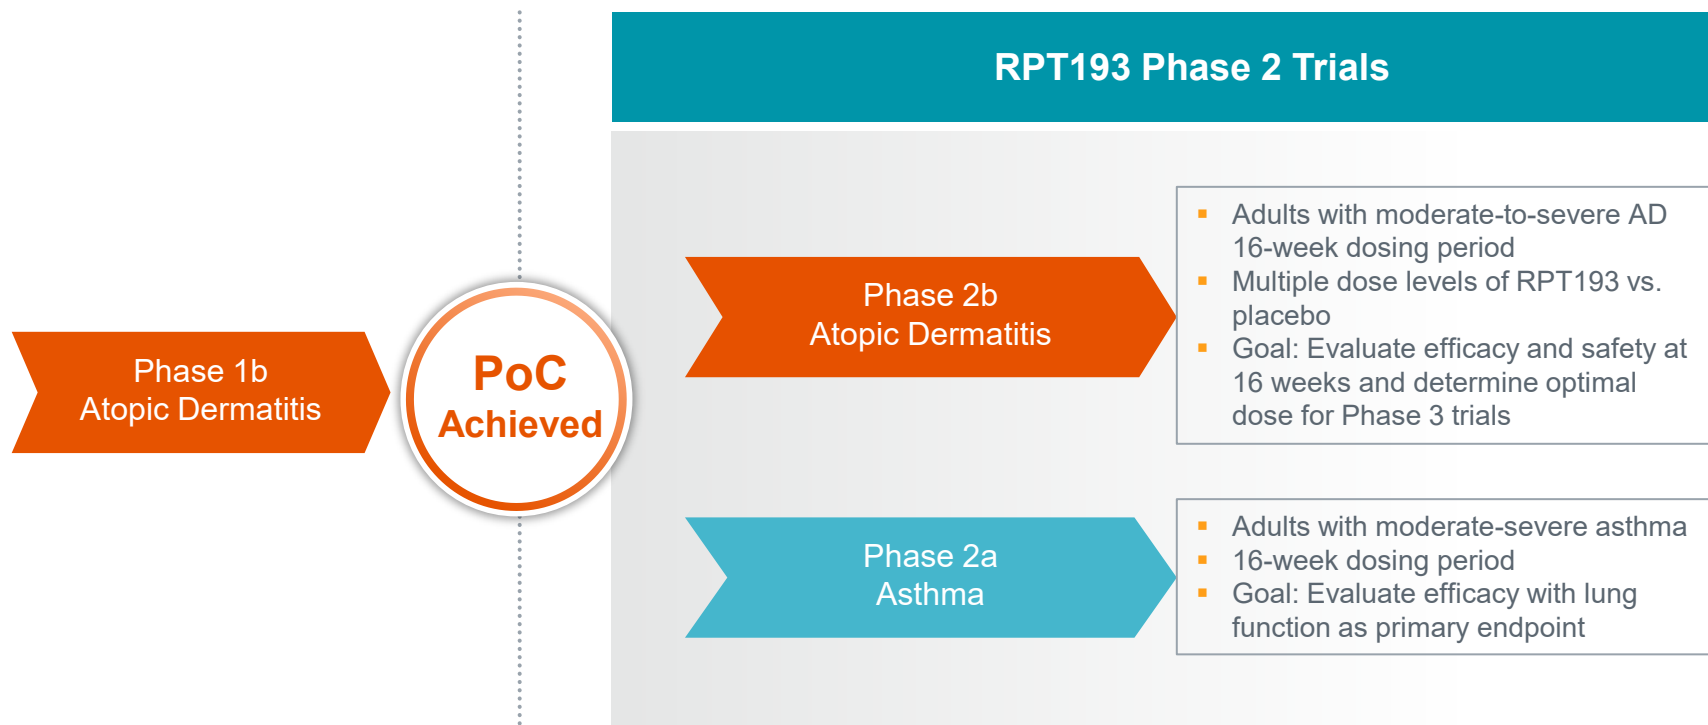 RPT193 Phase 2 Trials
Phase 1b
Atopic Dermatitis
PoC
Achieved
Phase 2b
Atopic Dermatitis
▪ Adults with moderate-to-severe AD
16-week dosing period
▪ Multiple dose levels of RPT193 vs.
placebo
▪ Goal: Evaluate efficacy and safety at
16 weeks and determine optimal
dose for Phase 3 trials
Phase 2a
Asthma
▪ Adults with moderate-severe asthma
▪ 16-week dosing period
▪ Goal: Evaluate efficacy with lung
function as primary endpoint